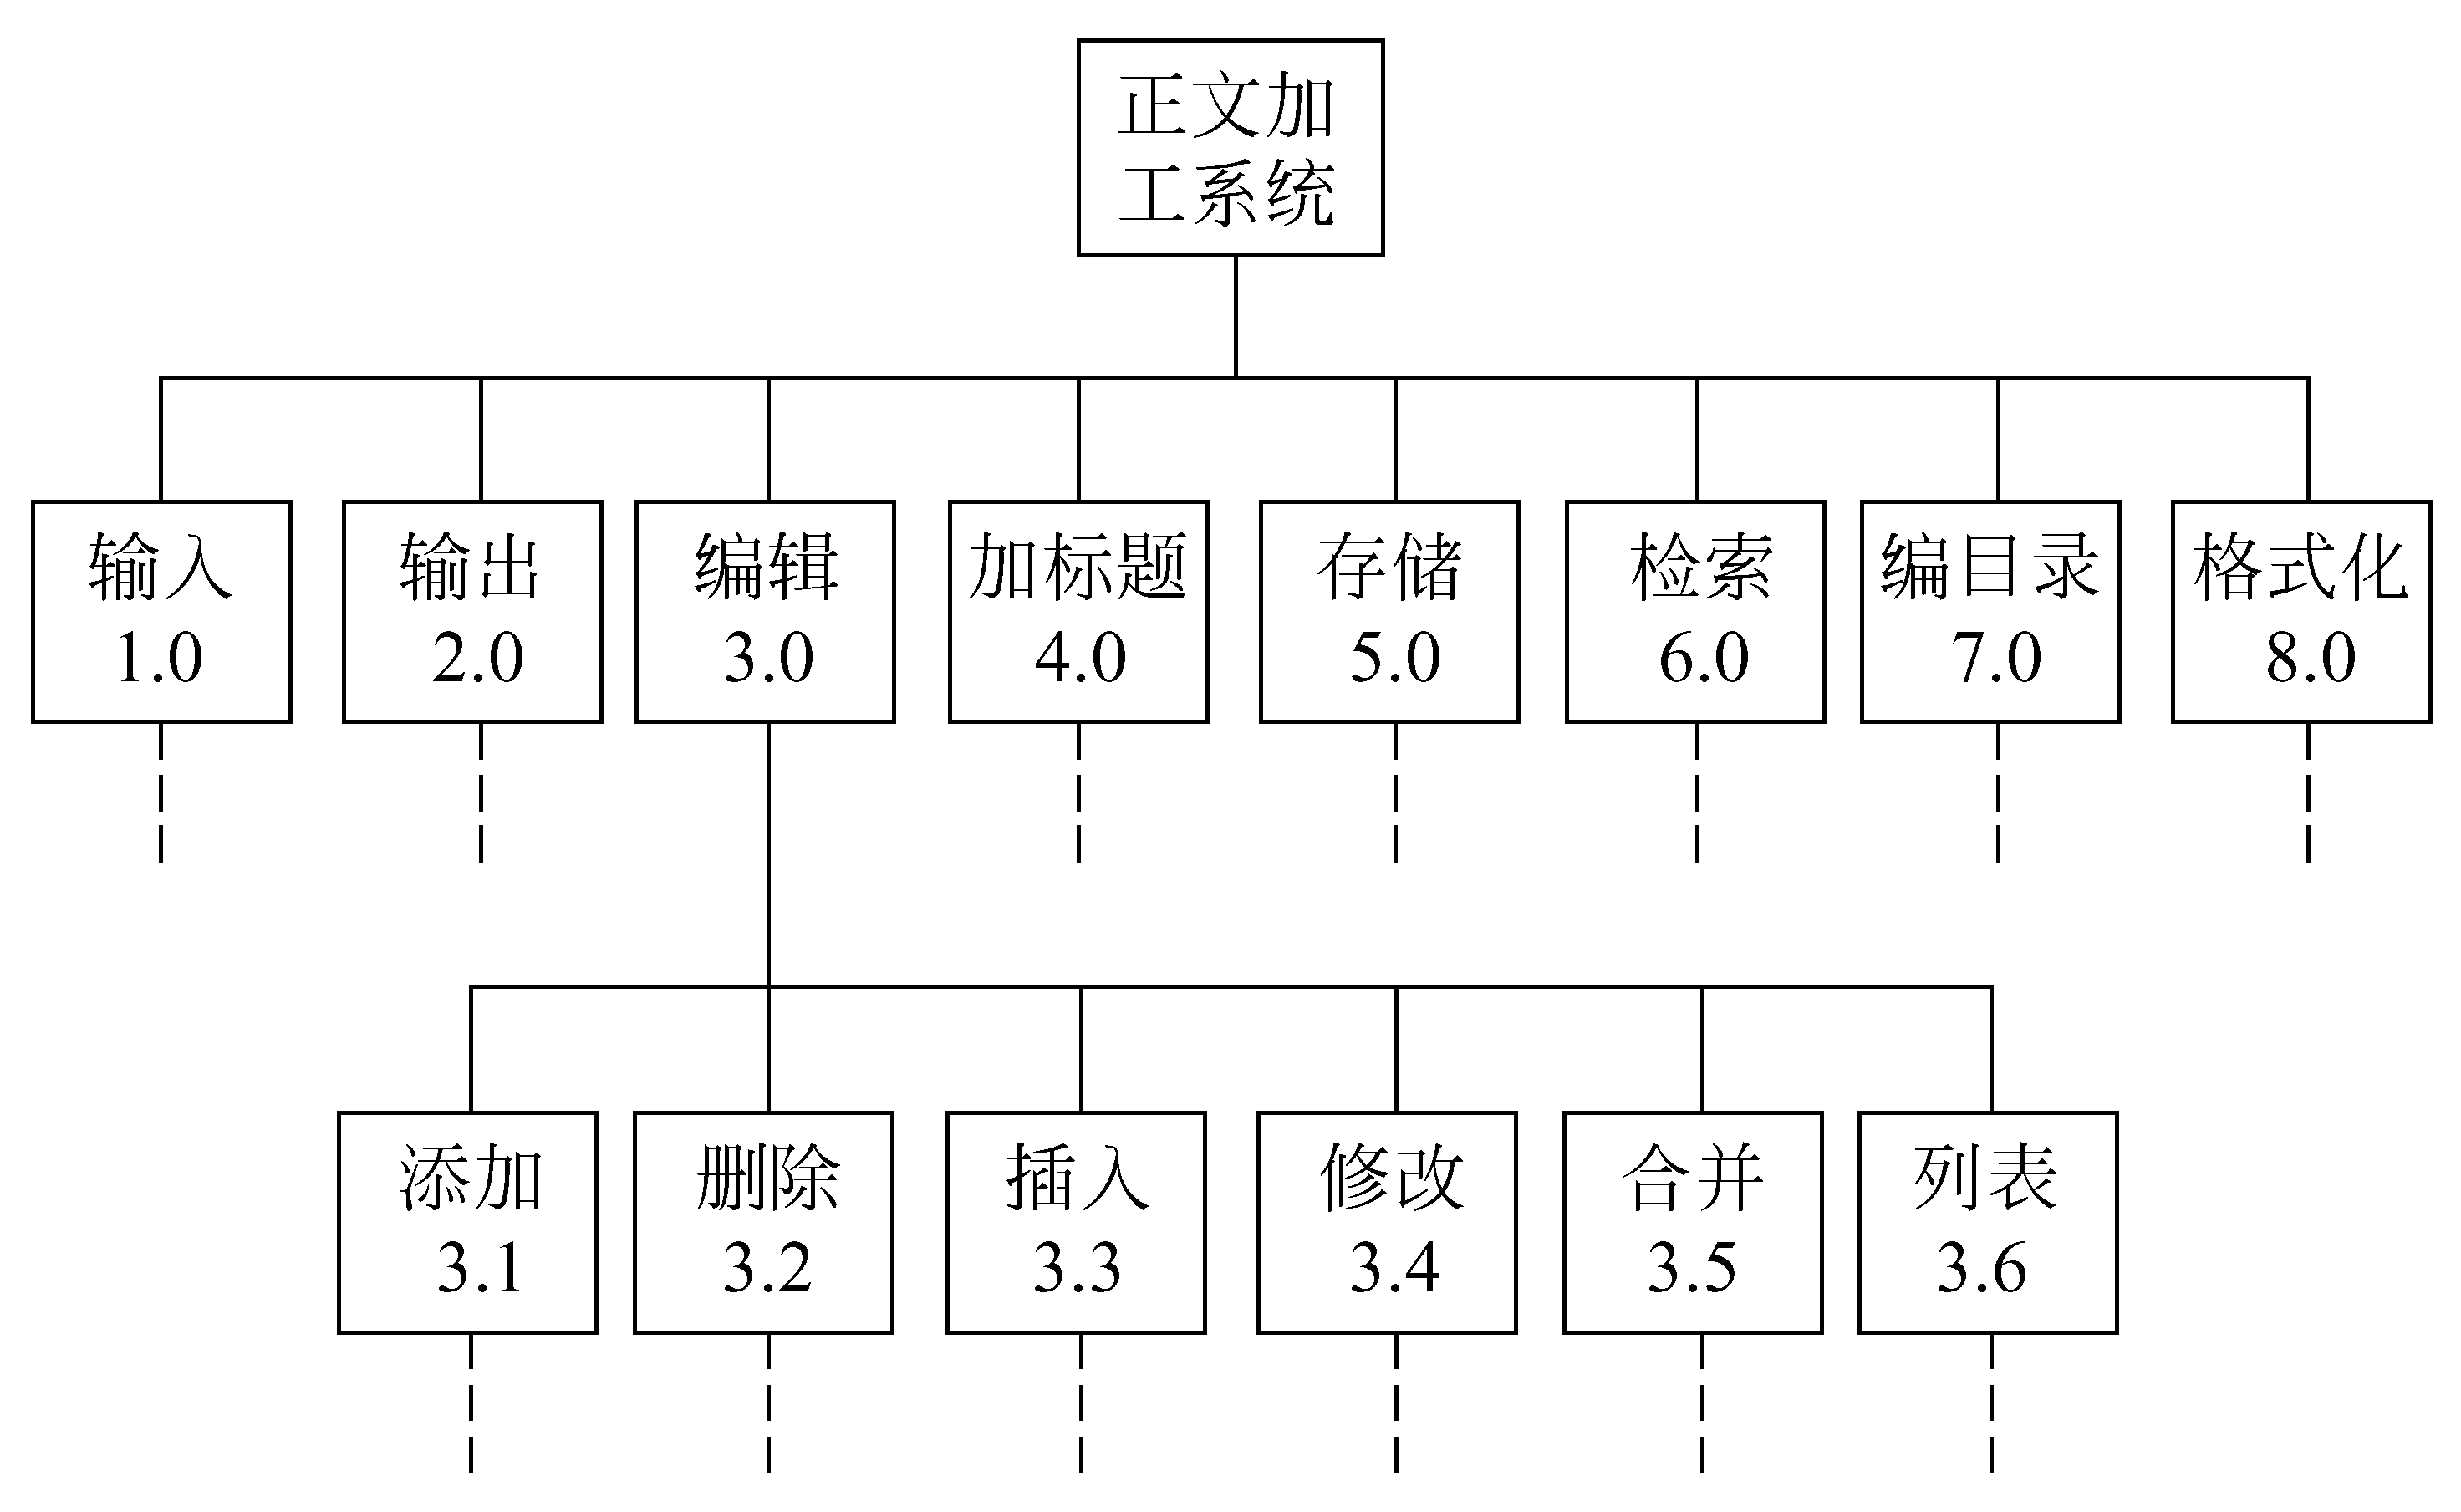 正文加
工系统
输入
1.0
输出
2.0
编辑
3.0
加标题
4.0
存储
5.0
检索
6.0
编目录
7.0
格式化
8.0
添加
3.1
删除
3.2
插入
3.3
修改
3.4
合并
3.5
列表
3.6